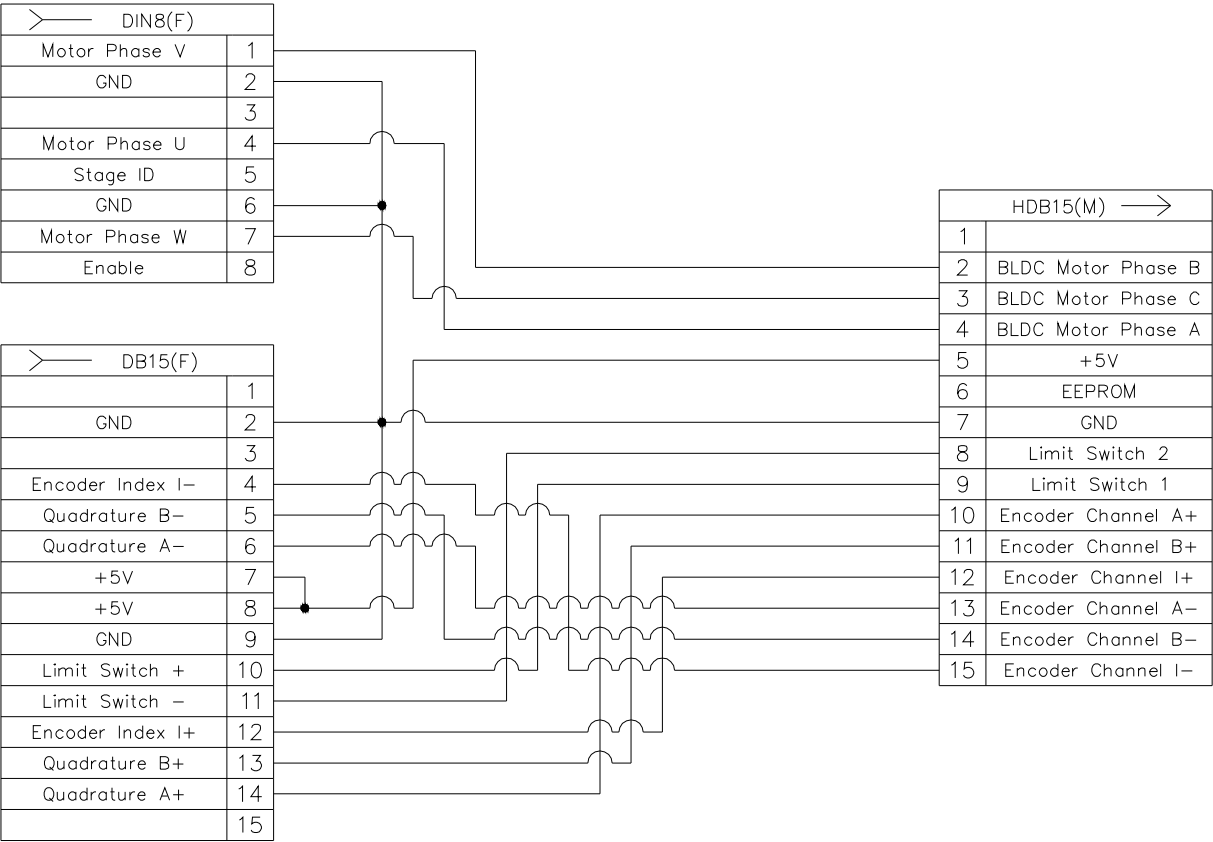 DIN8(F)
Motor Phase V 1
GND 2
3
Motor Phase U 4
Stage ID 5
GND 6
Motor Phase W 7
Enable 8
DB15(F)
1
GND 2
3
Encoder Index I− 4
Quadrature B− 5
Quadrature A− 6
+5V 7
+5V 8
GND 9
Limit Switch + 10
Limit Switch − 11
Encoder Index I+ 12
Quadrature B+ 13
Quadrature A+ 14
15
HDB15(M)
1
2 BLDC Motor Phase B
3 BLDC Motor Phase C
4 BLDC Motor Phase A
5 +5V
6 EEPROM
7 GND
8 Limit Switch 2
9 Limit Switch 1
10 Encoder Channel A+
11 Encoder Channel B+
12 Encoder Channel I+
13 Encoder Channel A−
14 Encoder Channel B−
15 Encoder Channel I−